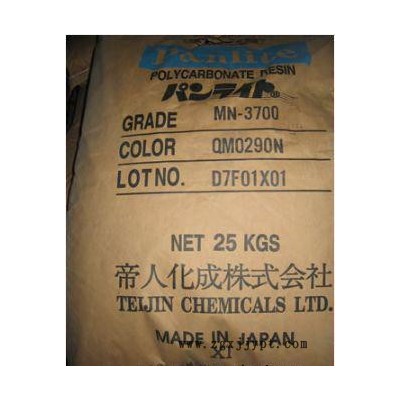 Panlite
POLYCARBONATE RESIN
パンライト®
GRADE MN-3700
COLOR QM0290N
LOT NO. D7F01X01
NET 25 KGS
帝人化成株式会社
TEIJIN CHEMICALS LTD.
MADE IN JAPAN
XI